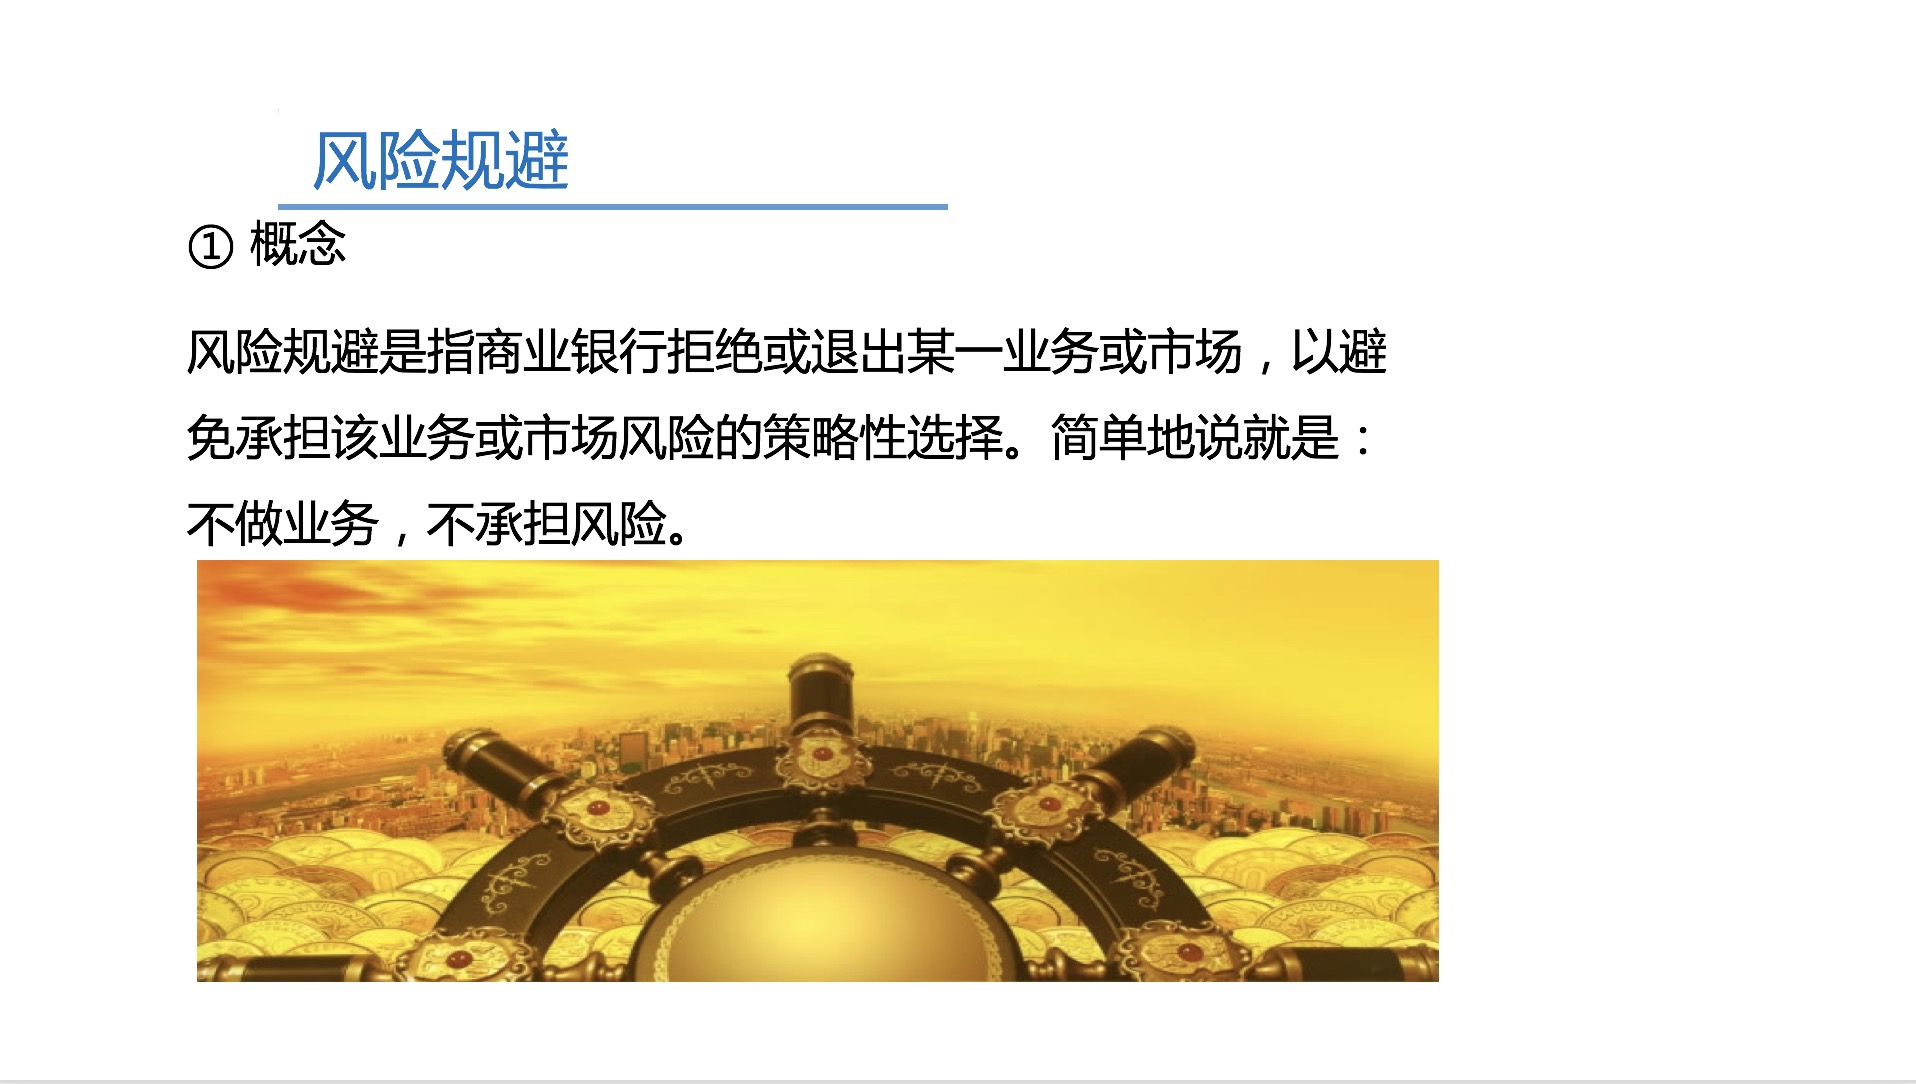 风险规避
① 概念
风险规避是指商业银行拒绝或退出某一业务或市场，以避
免承担该业务或市场风险的策略性选择。简单地说就是：
不做业务，不承担风险。